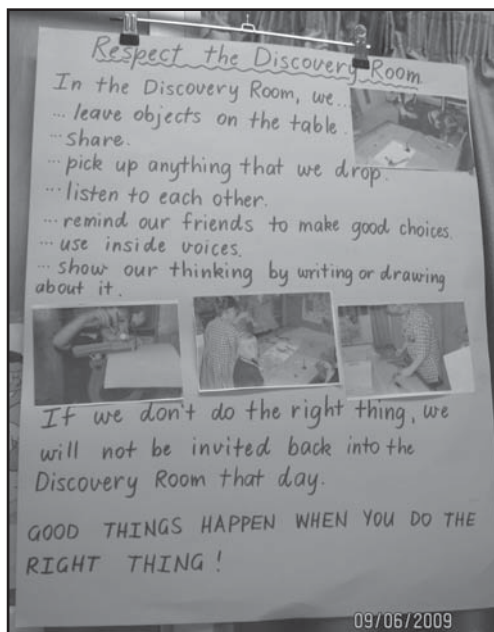 Respect the Discovery Room
In the Discovery Room, we...
... leave objects on the table.
... share.
... pick up anything that we drop.
... listen to each other.
... remind our friends to make good choices.
... use inside voices.
... show our thinking by writing or drawing
about it.
If we don't do the right thing, we
will not be invited back into the
Discovery Room that day.
GOOD THINGS HAPPEN WHEN YOU DO THE
RIGHT THING!
09/06/2009